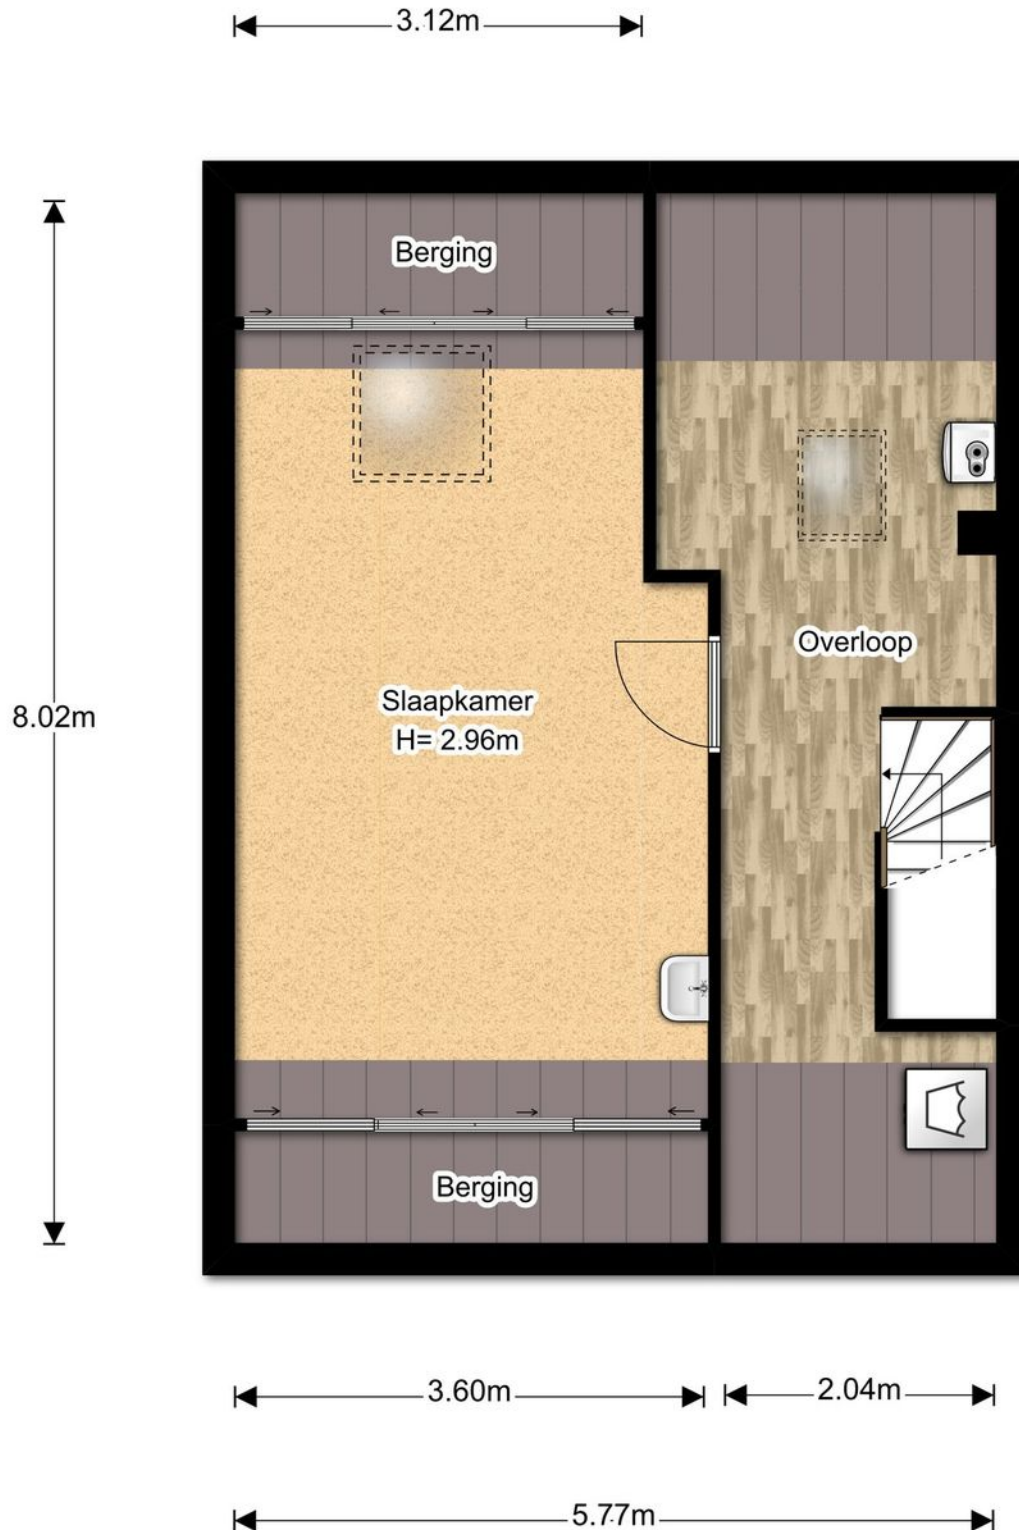 3.12m
Berging
Overloop
Slaapkamer
H= 2.96m
8.02m
Berging
3.60m
2.04m
5.77m